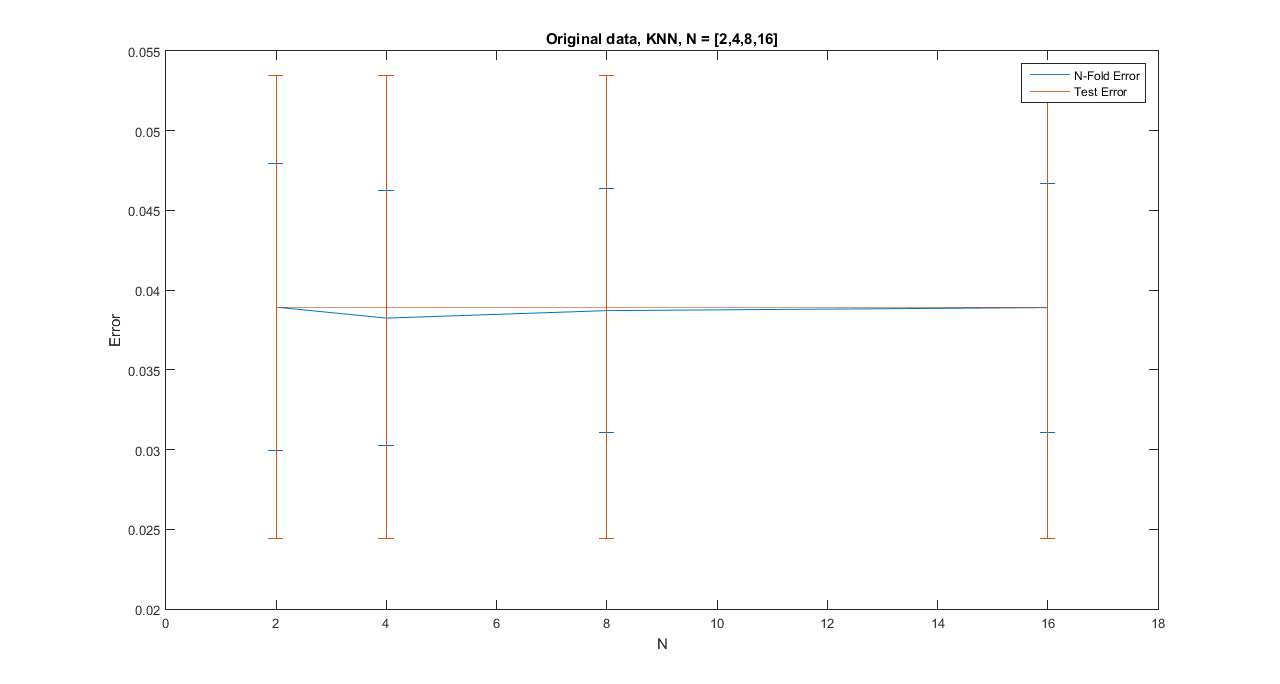 Original data, KNN, N = [2,4,8,16]
N-Fold Error
Test Error
0.055
0.05
0.045
0.04
0.035
0.03
0.025
0.02
Error
0 2 4 6 8 10 12 14 16 18
N